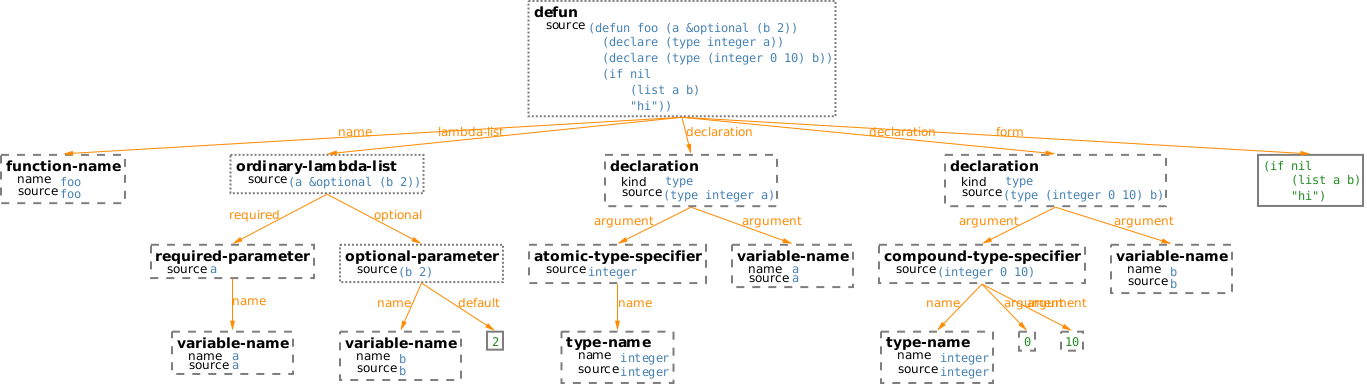 defun
source (defun foo (a &optional (b 2))
(declare (type integer a))
(declare (type (integer 0 10) b))
(if nil
(list a b)
"hi"))
name
lambda-list
declaration
declaration
form
function-name
name foo
source foo
ordinary-lambda-list
source (a &optional (b 2))
declaration
kind type
source (type integer a)
declaration
kind type
source (type (integer 0 10) b)
(if nil
(list a b)
"hi")
required
optional
argument
argument
argument
argument
required-parameter
source a
optional-parameter
source (b 2)
atomic-type-specifier
source integer
variable-name
name a
source a
compound-type-specifier
source (integer 0 10)
variable-name
name b
source b
name
name
default
name
name
argument
argument
variable-name
name a
source a
variable-name
name b
source b
2
type-name
name integer
source integer
type-name
name integer
source integer
0
10